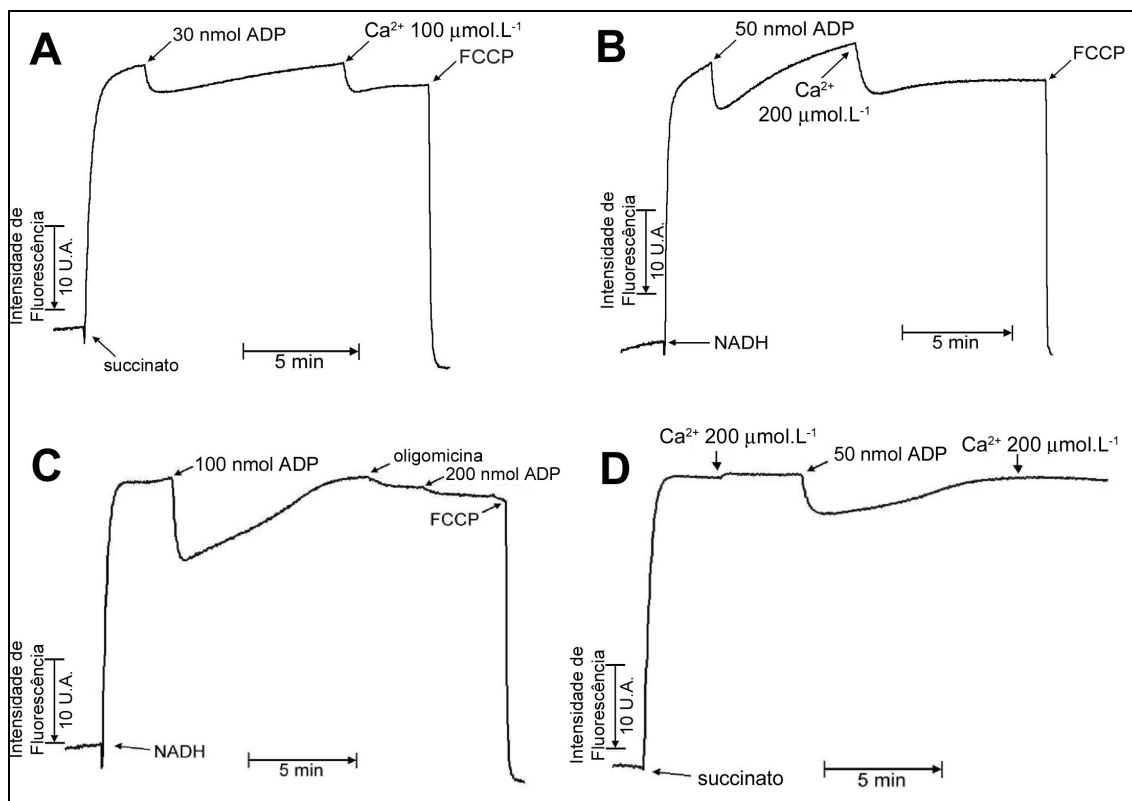 A
30 nmol ADP
Ca²⁺ 100 µmol.L⁻¹
FCCP
Intensidade de
Fluorescência
10 U.A.
succinato
5 min
B
50 nmol ADP
Ca²⁺
200 µmol.L⁻¹
FCCP
Intensidade de
Fluorescência
10 U.A.
NADH
5 min
C
100 nmol ADP
oligomicina
200 nmol ADP
FCCP
Intensidade de
Fluorescência
10 U.A.
NADH
5 min
D
Ca²⁺ 200 µmol.L⁻¹
50 nmol ADP
Ca²⁺ 200 µmol.L⁻¹
Intensidade de
Fluorescência
10 U.A.
succinato
5 min